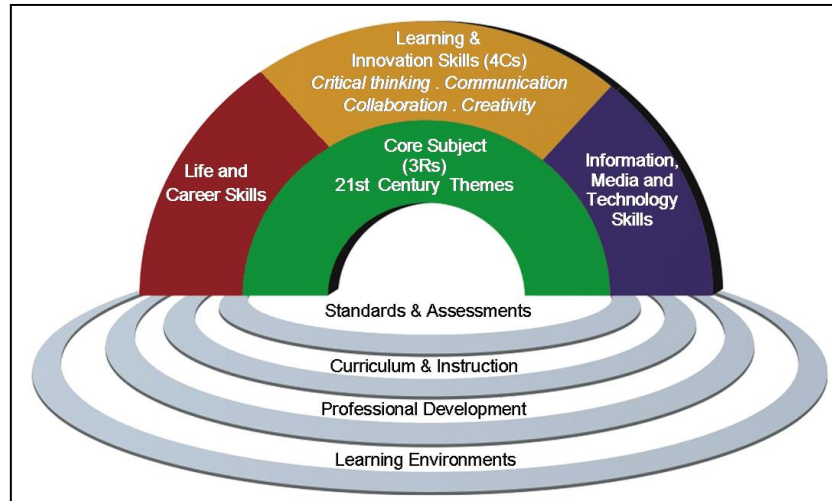 Learning &
Innovation Skills (4Cs)
Critical thinking . Communication
Collaboration . Creativity
Core Subject
(3Rs)
21st Century Themes
Life and
Career Skills
Information,
Media and
Technology
Skills
Standards & Assessments
Curriculum & Instruction
Professional Development
Learning Environments